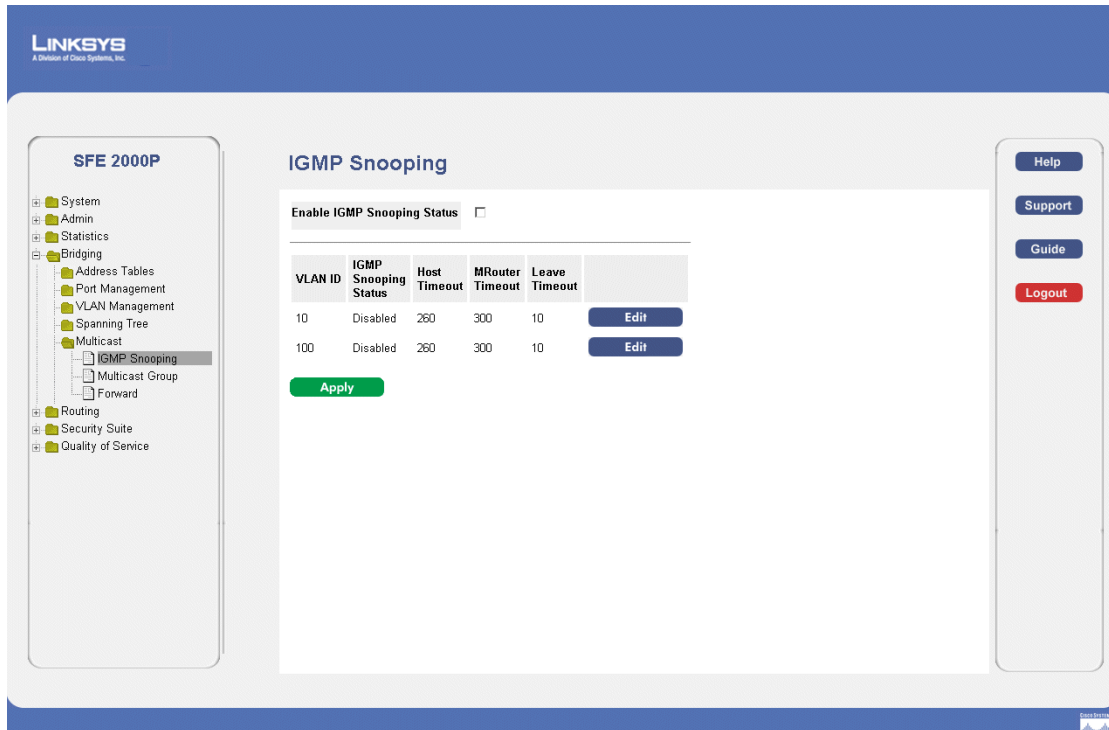 LINKSYS
A Division of Cisco Systems, Inc.
SFE 2000P
System
Admin
Statistics
Bridging
Address Tables
Port Management
VLAN Management
Spanning Tree
Multicast
IGMP Snooping
Multicast Group
Forward
Routing
Security Suite
Quality of Service
IGMP Snooping
Enable IGMP Snooping Status
VLAN ID IGMP Snooping Status Host Timeout MRouter Timeout Leave Timeout
10 Disabled 260 300 10 Edit
100 Disabled 260 300 10 Edit
Apply
Help
Support
Guide
Logout